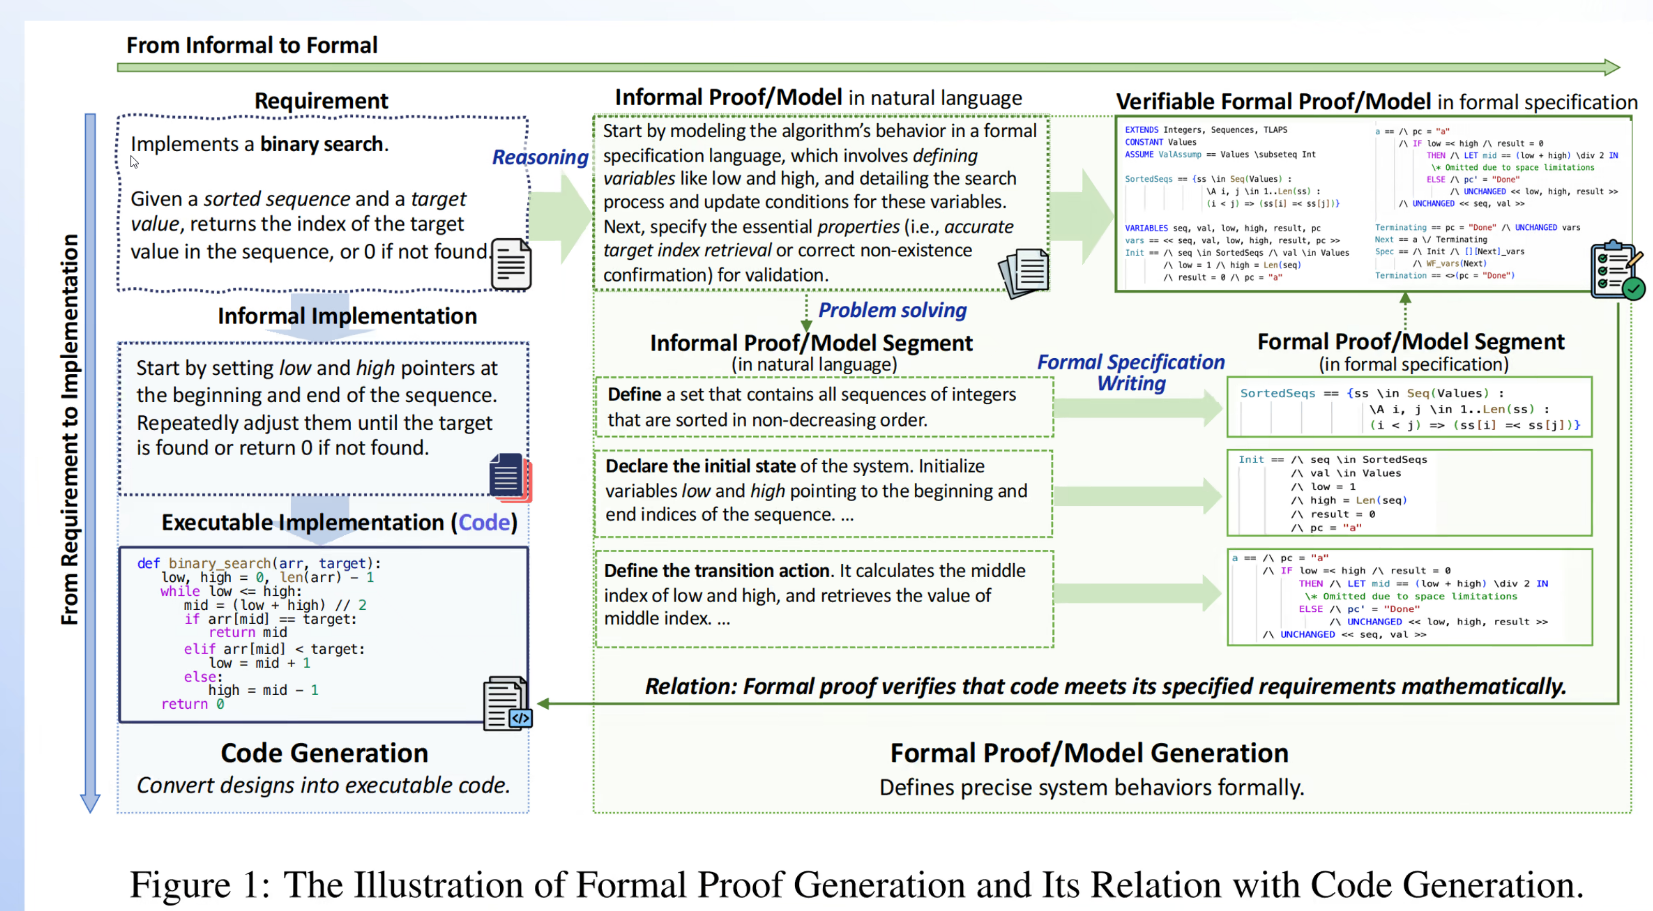 From Informal to Formal
From Requirement to Implementation
Requirement
Implements a binary search.
Given a sorted sequence and a target
value, returns the index of the target
value in the sequence, or 0 if not found.
Reasoning
Informal Proof/Model in natural language
Start by modeling the algorithm's behavior in a formal
specification language, which involves defining
variables like low and high, and detailing the search
process and update conditions for these variables.
Next, specify the essential properties (i.e., accurate
target index retrieval or correct non-existence
confirmation) for validation.
Verifiable Formal Proof/Model in formal specification
EXTENDS Integers, Sequences, TLAPS
CONSTANT Values
ASSUME ValAssump == Values \subseteq Int
SortedSeqs == {ss \in Seq(Values) :
\A i, j \in 1..Len(ss) :
(i < j) => (ss[i] =< ss[j])}
VARIABLES seq, val, low, high, result, pc
vars == << seq, val, low, high, result, pc >>
Init == /\ seq \in SortedSeqs /\ val \in Values
/\ low = 1 /\ high = Len(seq)
/\ result = 0 /\ pc = "a"
a == /\ pc = "a"
/\ IF low =< high /\ result = 0
THEN /\ LET mid == (low + high) \div 2 IN
\* Omitted due to space limitations
ELSE /\ pc' = "Done"
/\ UNCHANGED << low, high, result >>
/\ UNCHANGED << seq, val >>
Terminating == pc = "Done" /\ UNCHANGED vars
Next == a \/ Terminating
Spec == /\ Init /\ [][Next]_vars
/\ WF_vars(Next)
Termination == <>(pc = "Done")
Informal Implementation
Start by setting low and high pointers at
the beginning and end of the sequence.
Repeatedly adjust them until the target
is found or return 0 if not found.
Executable Implementation (Code)
def binary_search(arr, target):
low, high = 0, len(arr) - 1
while low <= high:
mid = (low + high) // 2
if arr[mid] == target:
return mid
elif arr[mid] < target:
low = mid + 1
else:
high = mid - 1
return 0
</>
Code Generation
Convert designs into executable code.
Problem solving
Informal Proof/Model Segment
(in natural language)
Define a set that contains all sequences of integers
that are sorted in non-decreasing order.
Declare the initial state of the system. Initialize
variables low and high pointing to the beginning and
end indices of the sequence. ...
Define the transition action. It calculates the middle
index of low and high, and retrieves the value of
middle index. ...
Formal Specification
Writing
Formal Proof/Model Segment
(in formal specification)
SortedSeqs == {ss \in Seq(Values) :
\A i, j \in 1..Len(ss) :
(i < j) => (ss[i] =< ss[j])}
Init == /\ seq \in SortedSeqs
/\ val \in Values
/\ low = 1
/\ high = Len(seq)
/\ result = 0
/\ pc = "a"
a == /\ pc = "a"
/\ IF low =< high /\ result = 0
THEN /\ LET mid == (low + high) \div 2 IN
\* Omitted due to space limitations
ELSE /\ pc' = "Done"
/\ UNCHANGED << low, high, result >>
/\ UNCHANGED << seq, val >>
Relation: Formal proof verifies that code meets its specified requirements mathematically.
Formal Proof/Model Generation
Defines precise system behaviors formally.
Figure 1: The Illustration of Formal Proof Generation and Its Relation with Code Generation.